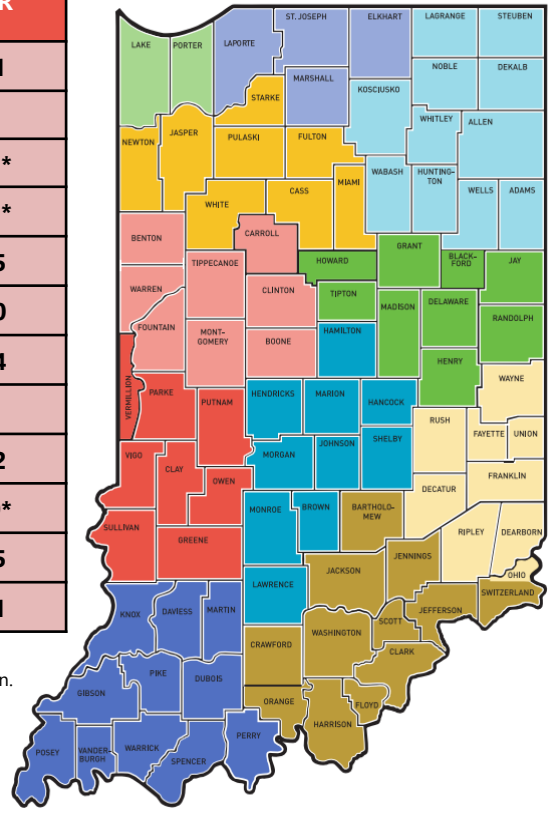 R
1
*
*
5
0
4
2
*
5
1
n.
LAKE
PORTER
LAPORTE
ST. JOSEPH
ELKHART
LAGRANGE
STEUBEN
NOBLE
DEKALB
MARSHALL
KOSCIUSKO
STARKE
WHITLEY
ALLEN
NEWTON
JASPER
PULASKI
FULTON
WABASH
HUNTING-
TON
MIAMI
WELLS
ADAMS
WHITE
CASS
BENTON
CARROLL
GRANT
HOWARD
BLACK-
FORD
JAY
TIPPECANOE
WARREN
CLINTON
TIPTON
MADISON
DELAWARE
RANDOLPH
FOUNTAIN
MONT-
GOMERY
BOONE
HAMILTON
HENRY
WAYNE
VERMILLION
PARKE
PUTNAM
HENDRICKS
MARION
HANCOCK
RUSH
FAYETTE
UNION
VIGO
CLAY
MORGAN
JOHNSON
SHELBY
OWEN
FRANKLIN
DECATUR
SULLIVAN
GREENE
MONROE
BROWN
BARTHOLO-
MEW
RIPLEY
DEARBORN
JENNINGS
JACKSON
OHIO
LAWRENCE
SWITZERLAND
KNOX
DAVIESS
MARTIN
JEFFERSON
SCOTT
WASHINGTON
CRAWFORD
CLARK
PIKE
DUBOIS
GIBSON
ORANGE
FLOYD
HARRISON
POSEY
VANDER-
BURGH
WARRICK
SPENCER
PERRY